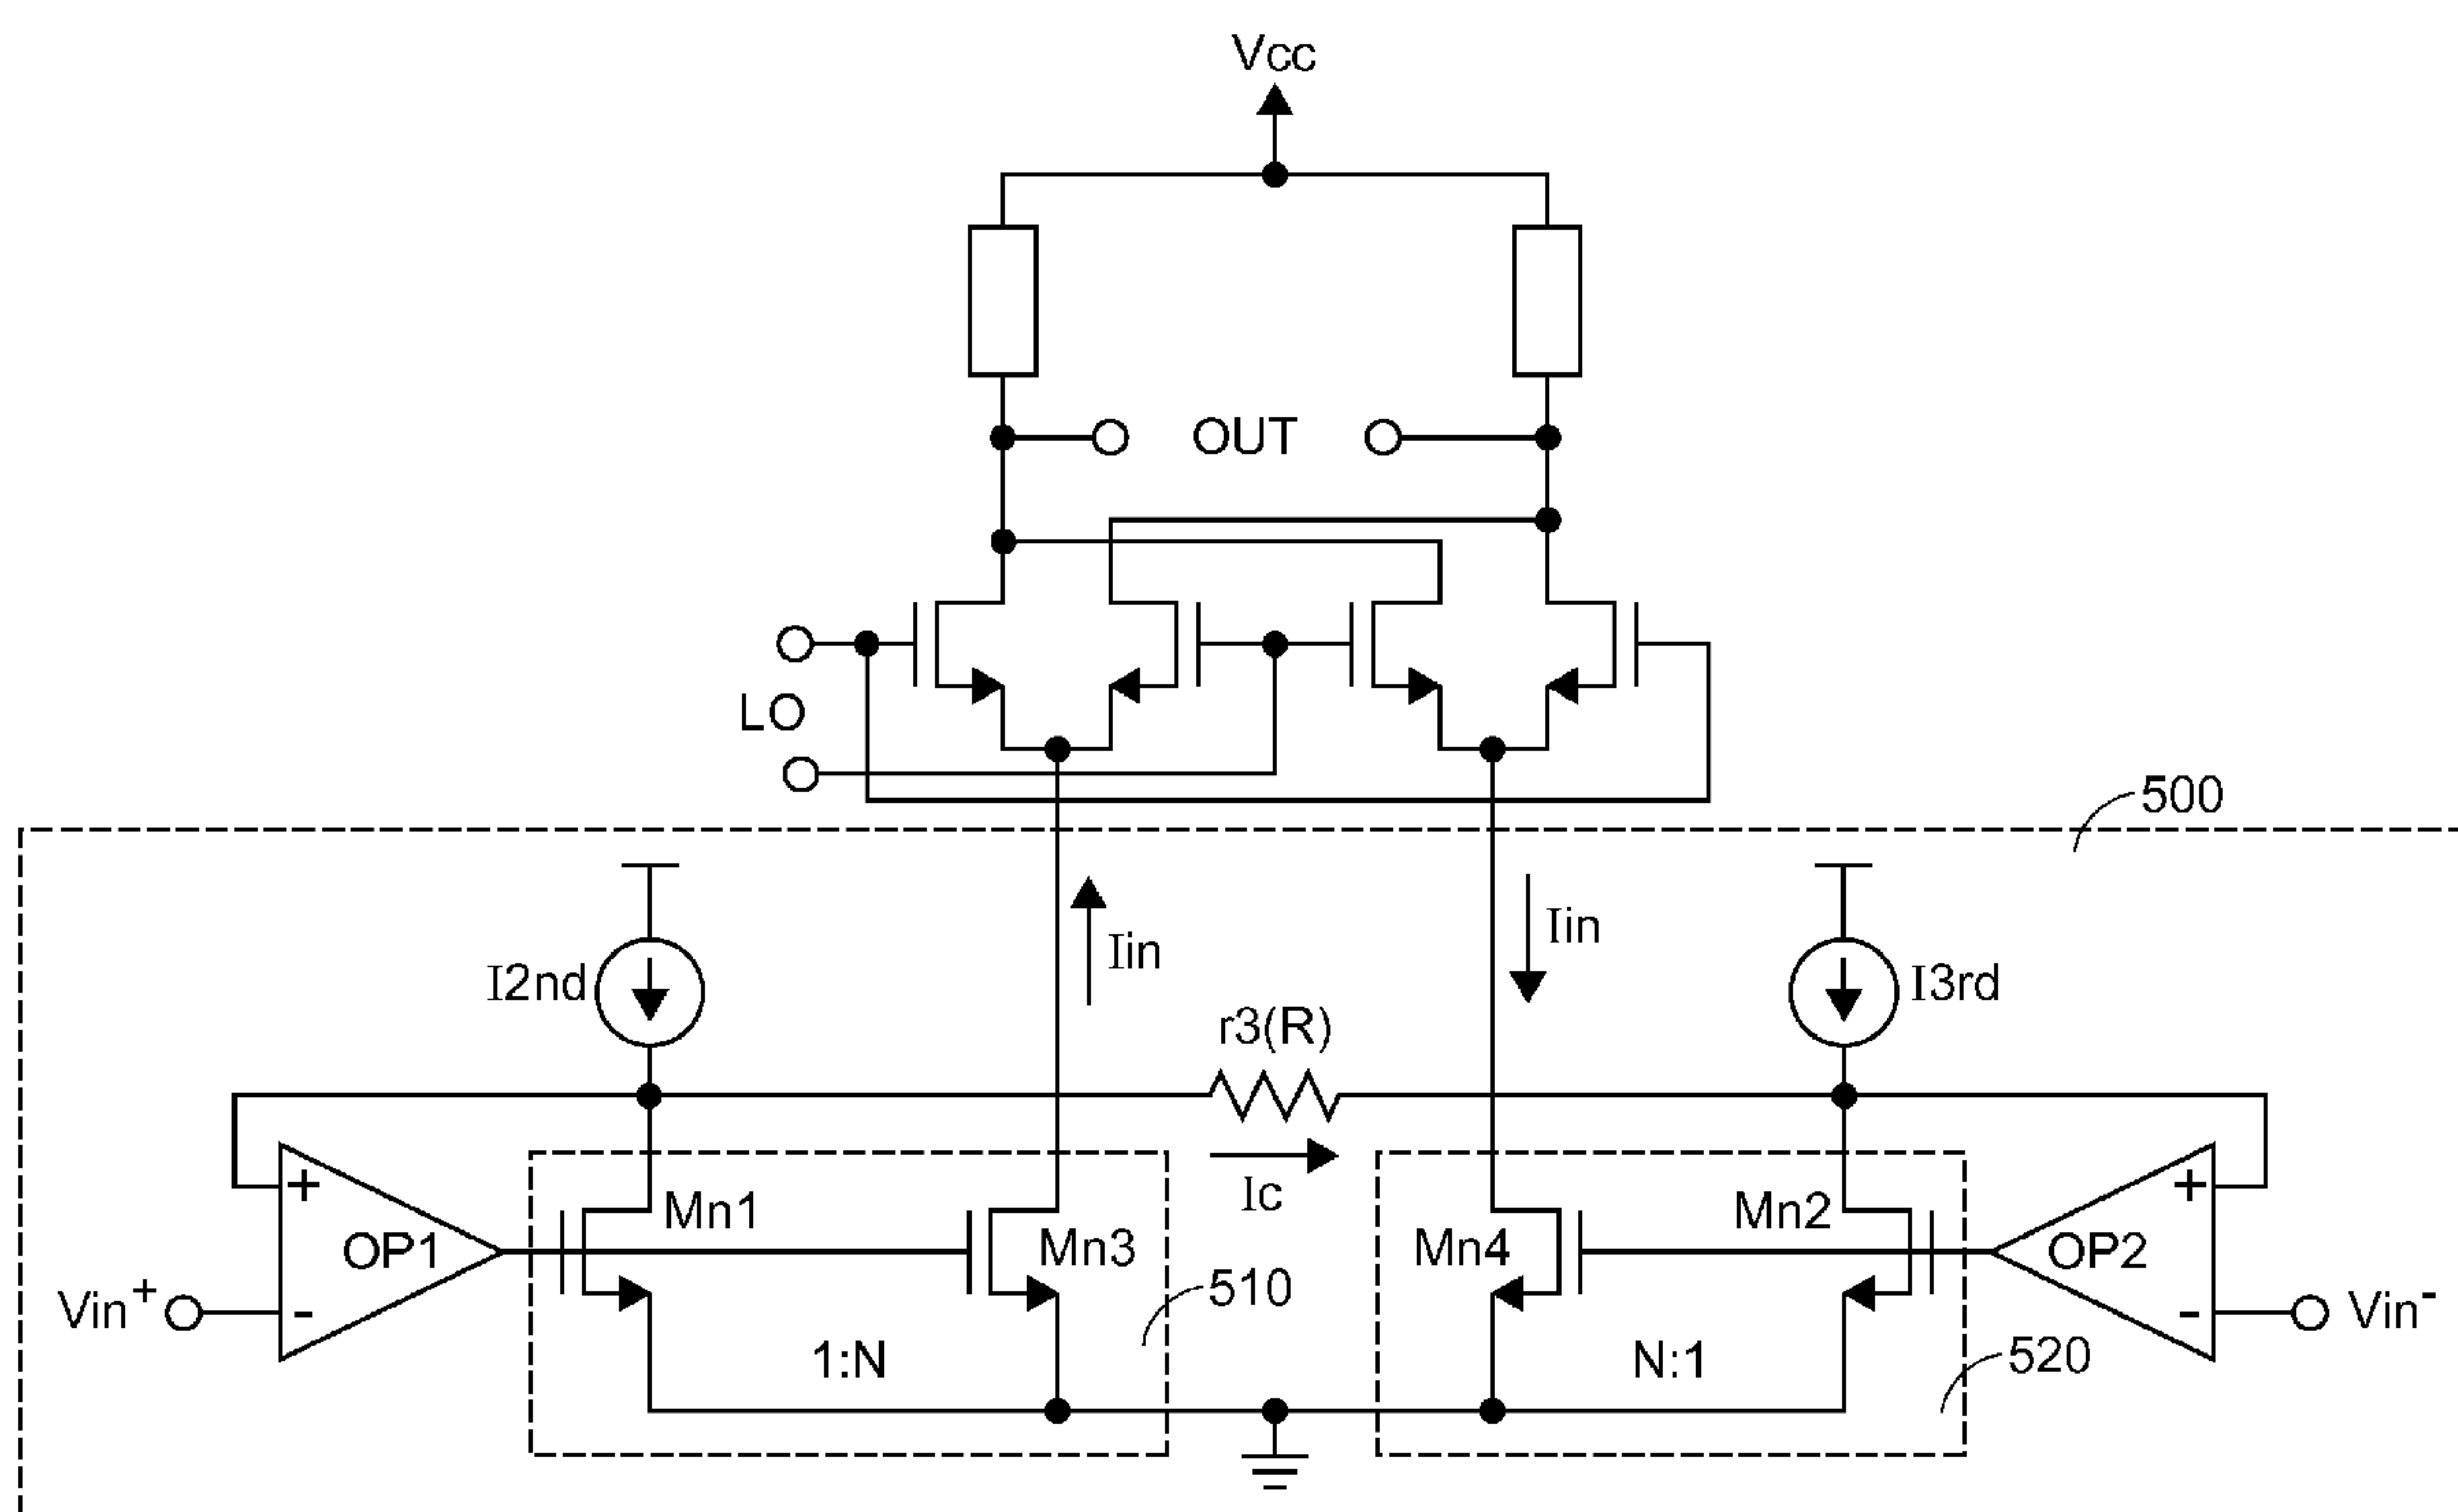 Vcc
OUT
LO
500
I2nd
Iin
Iin
I3rd
r3(R)
Ic
+
OP1
-
Vin+
Mn1
Mn3
1:N
510
Mn4
Mn2
N:1
520
+
OP2
-
Vin-